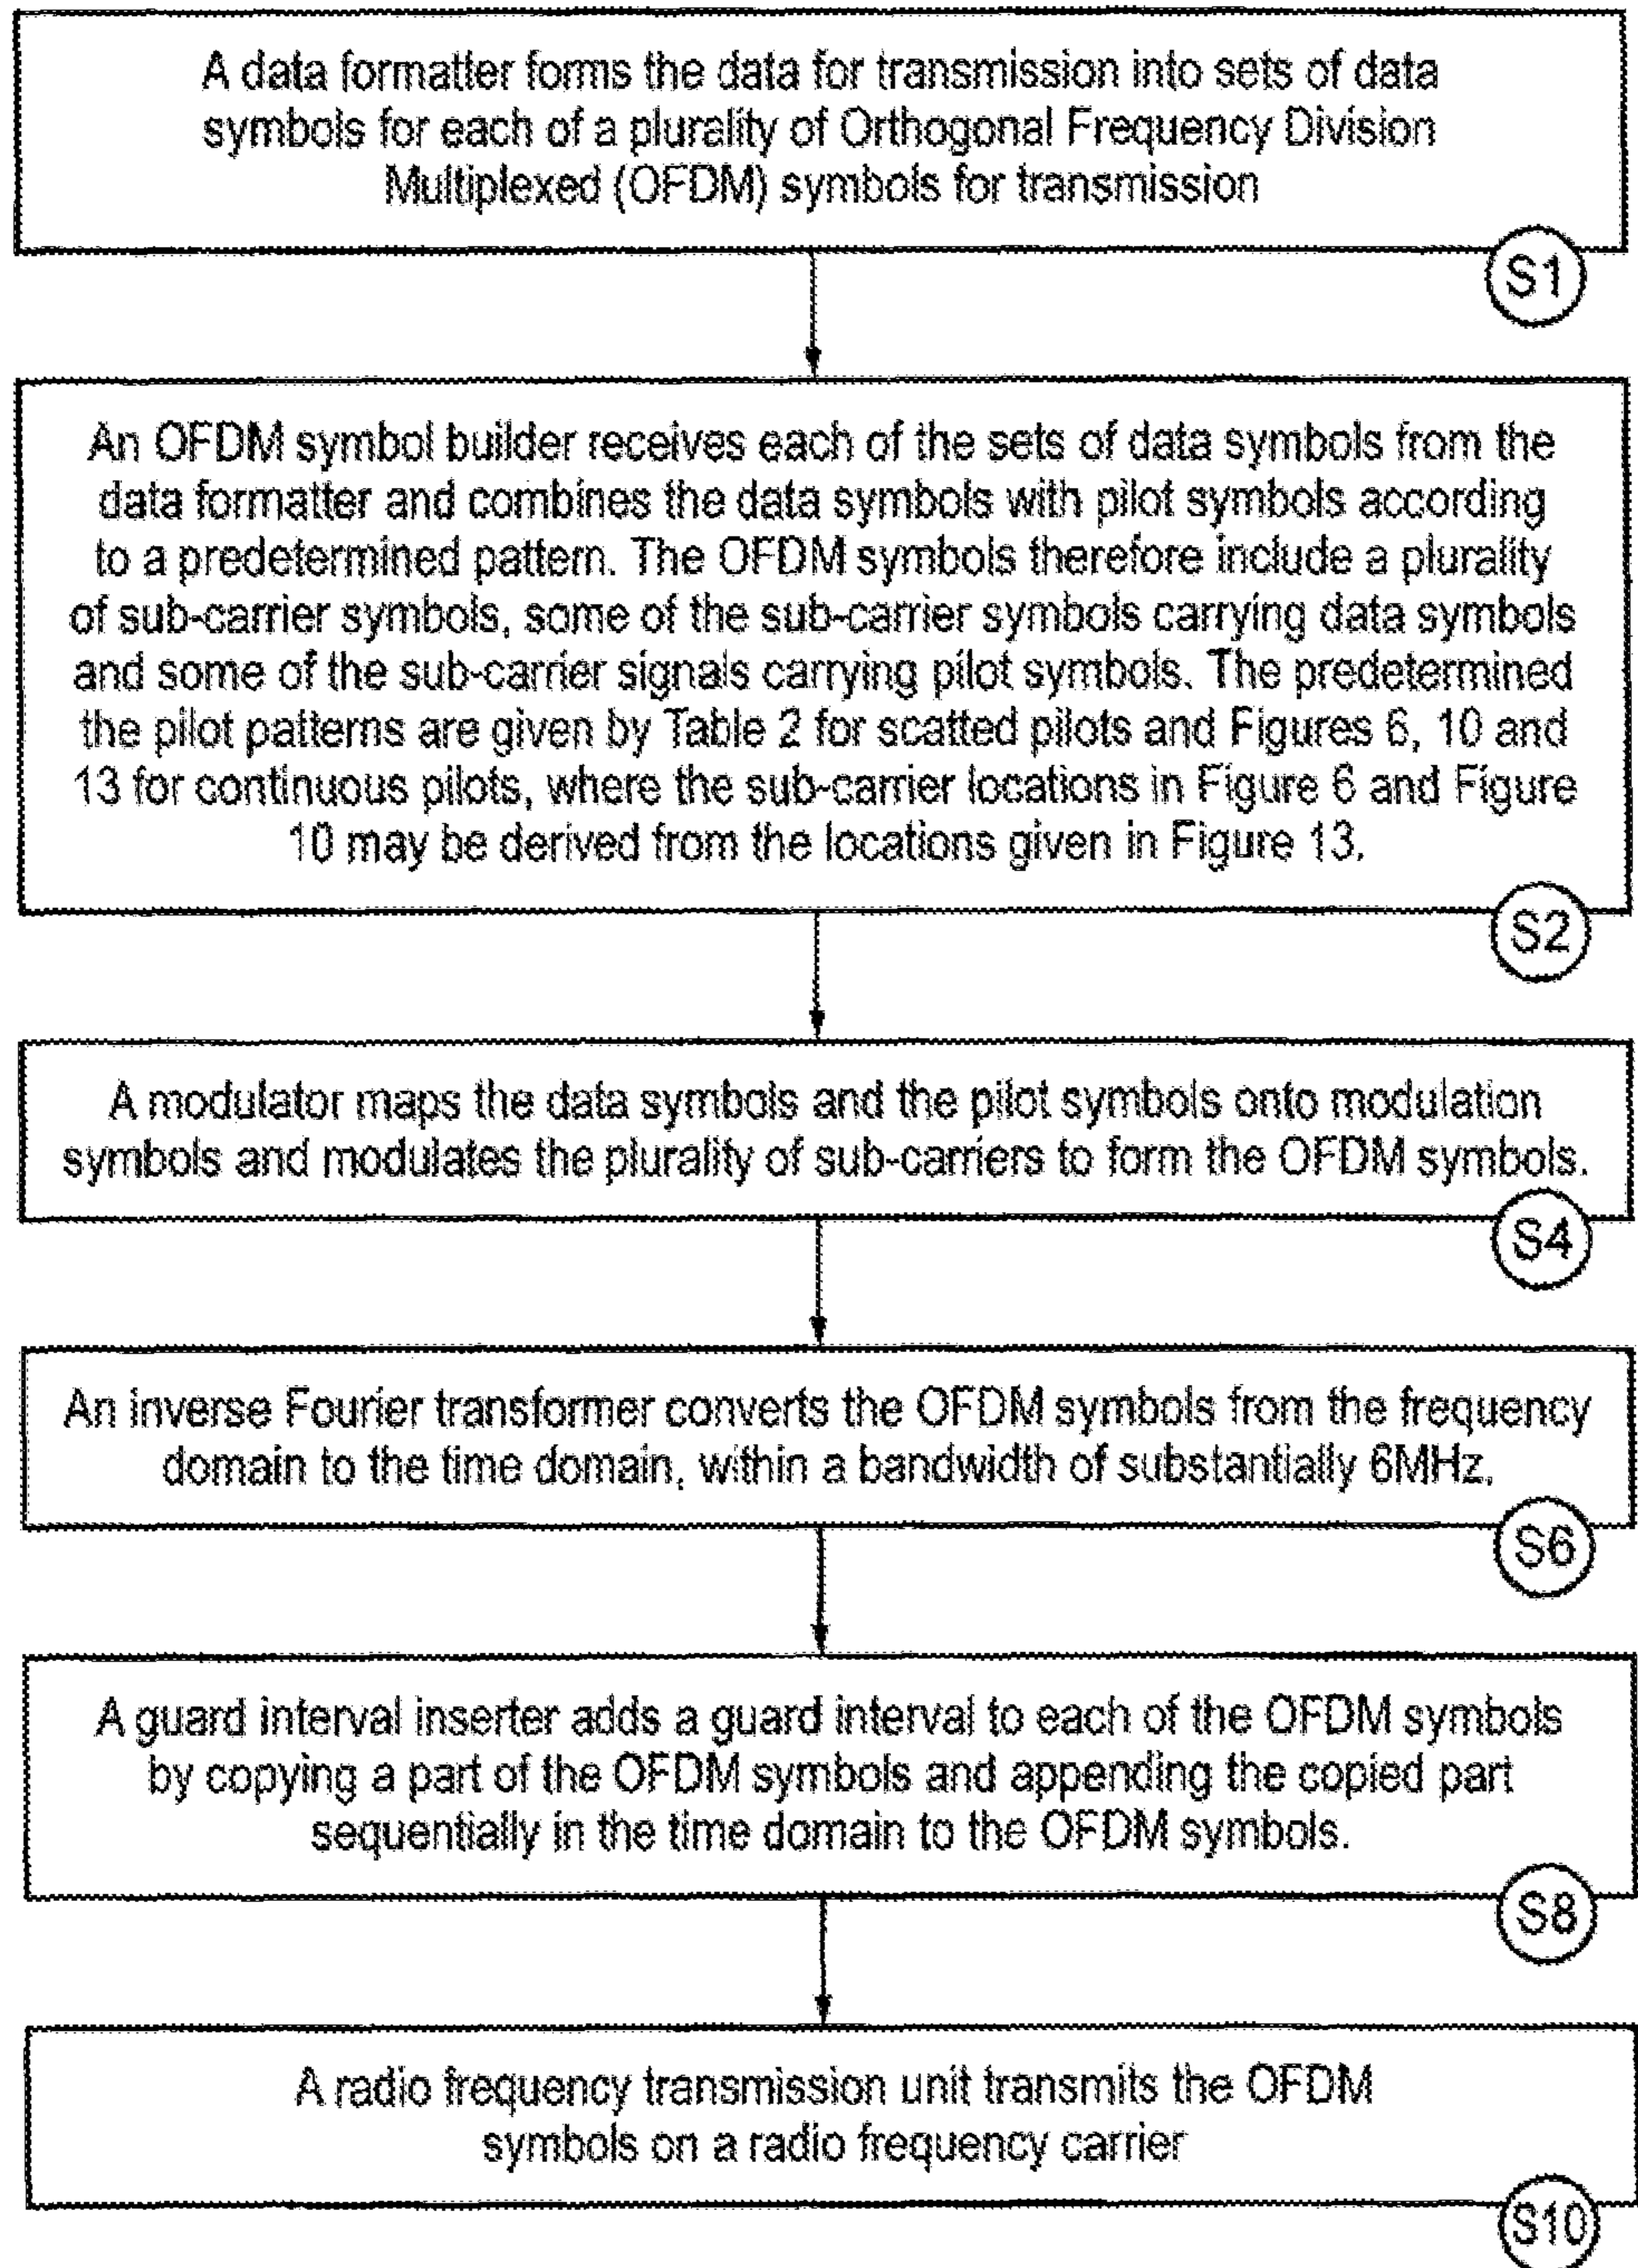 A data formatter forms the data for transmission into sets of data
symbols for each of a plurality of Orthogonal Frequency Division
Multiplexed (OFDM) symbols for transmission
S1
An OFDM symbol builder receives each of the sets of data symbols from the
data formatter and combines the data symbols with pilot symbols according
to a predetermined pattern. The OFDM symbols therefore include a plurality
of sub-carrier symbols, some of the sub-carrier symbols carrying data symbols
and some of the sub-carrier signals carrying pilot symbols. The predetermined
the pilot patterns are given by Table 2 for scatted pilots and Figures 6, 10 and
13 for continuous pilots, where the sub-carrier locations in Figure 6 and Figure
10 may be derived from the locations given in Figure 13.
S2
A modulator maps the data symbols and the pilot symbols onto modulation
symbols and modulates the plurality of sub-carriers to form the OFDM symbols.
S4
An inverse Fourier transformer converts the OFDM symbols from the frequency
domain to the time domain, within a bandwidth of substantially 6MHz.
S6
A guard interval inserter adds a guard interval to each of the OFDM symbols
by copying a part of the OFDM symbols and appending the copied part
sequentially in the time domain to the OFDM symbols.
S8
A radio frequency transmission unit transmits the OFDM
symbols on a radio frequency carrier
S10